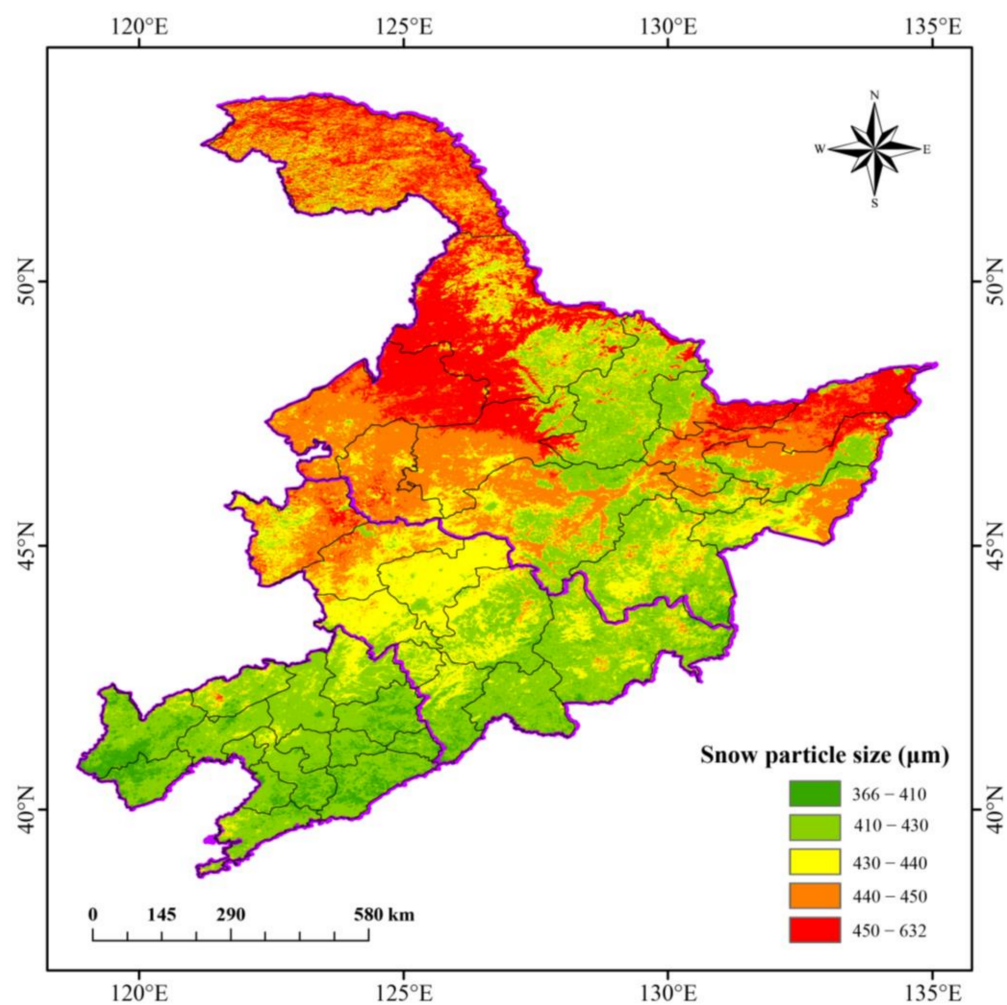 120°E 125°E 130°E 135°E
N
W E
S
50°N 50°N
45°N 45°N
Snow particle size (μm)
366 – 410
40°N 40°N
410 – 430
430 – 440
440 – 450
450 – 632
0 145 290 580 km
120°E 125°E 130°E 135°E